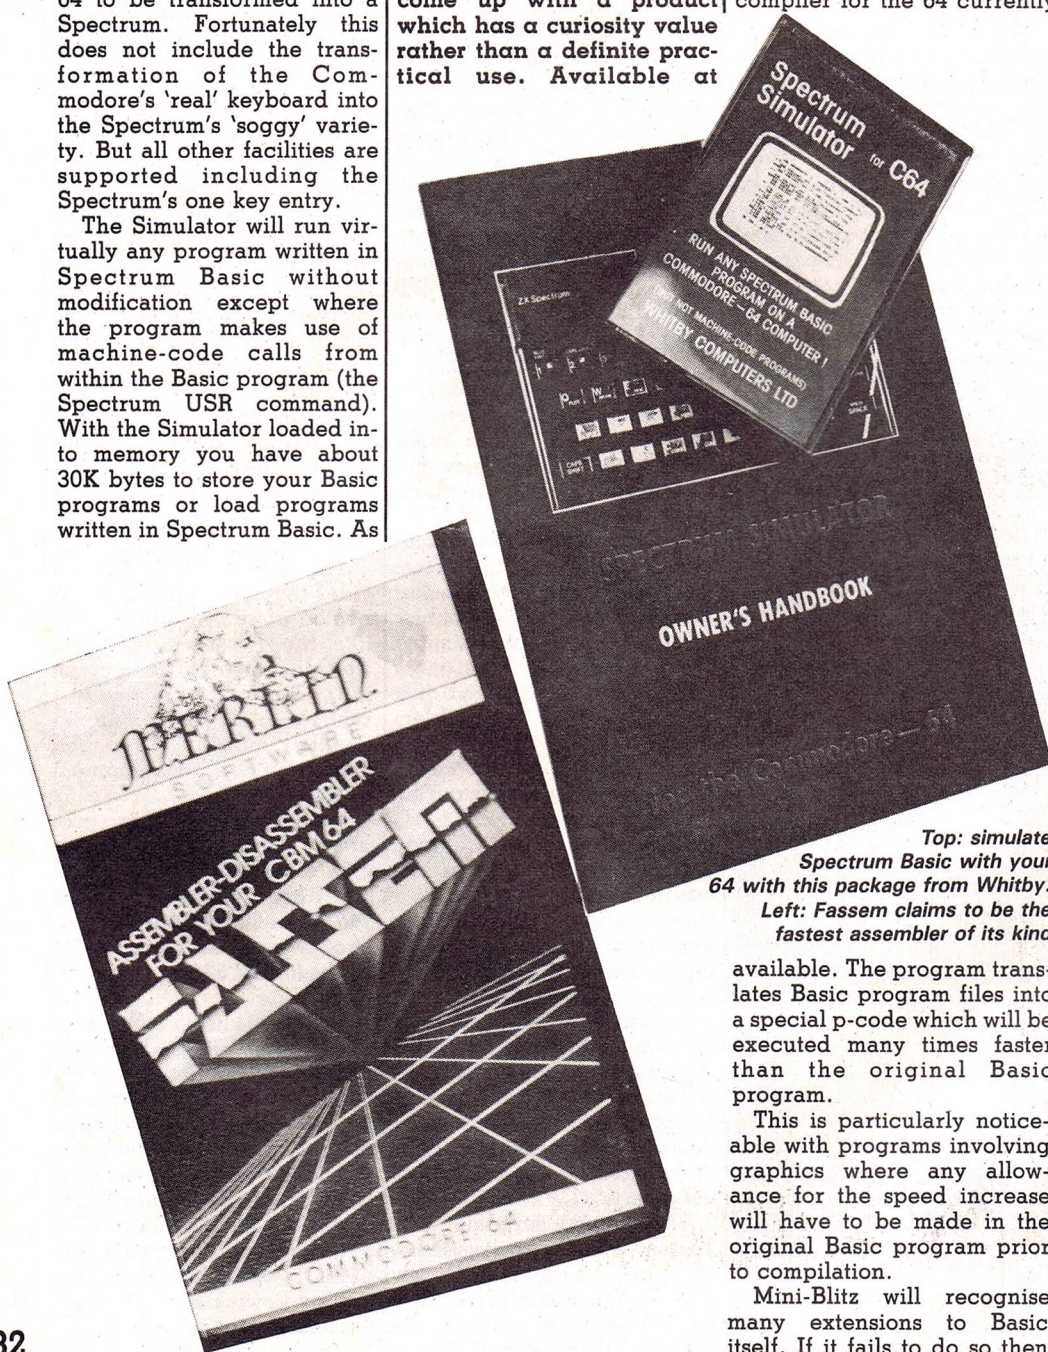 64 to be transformed into a
Spectrum. Fortunately this
does not include the trans-
formation of the Com-
modore's 'real' keyboard into
the Spectrum's 'soggy' varie-
ty. But all other facilities are
supported including the
Spectrum's one key entry.
The Simulator will run vir-
tually any program written in
Spectrum Basic without
modification except where
the program makes use of
machine-code calls from
within the Basic program (the
Spectrum USR command).
With the Simulator loaded in-
to memory you have about
30K bytes to store your Basic
programs or load programs
written in Spectrum Basic. As
come up with a product
which has a curiosity value
rather than a definite prac-
tical use. Available at
compiler for the 64 currently
Spectrum
Simulator for C64
RUN ANY SPECTRUM BASIC
PROGRAM ON A
COMMODORE-64 COMPUTER !
(BUT NOT MACHINE-CODE PROGRAMS)
WHITBY COMPUTERS LTD
ZX Spectrum
CAPS
SHIFT
SPACE
SPECTRUM SIMULATOR
OWNER'S HANDBOOK
for the Commodore-64
MERLIN
SOFTWARE
ASSEMBLER-DISASSEMBLER
FOR YOUR CBM 64
FASSEM
COMMODORE 64
Top: simulate
Spectrum Basic with your
64 with this package from Whitby.
Left: Fassem claims to be the
fastest assembler of its kind
available. The program trans-
lates Basic program files into
a special p-code which will be
executed many times faster
than the original Basic
program.
This is particularly notice-
able with programs involving
graphics where any allow-
ance for the speed increase
will have to be made in the
original Basic program prior
to compilation.
Mini-Blitz will recognise
many extensions to Basic
itself. If it fails to do so then
32